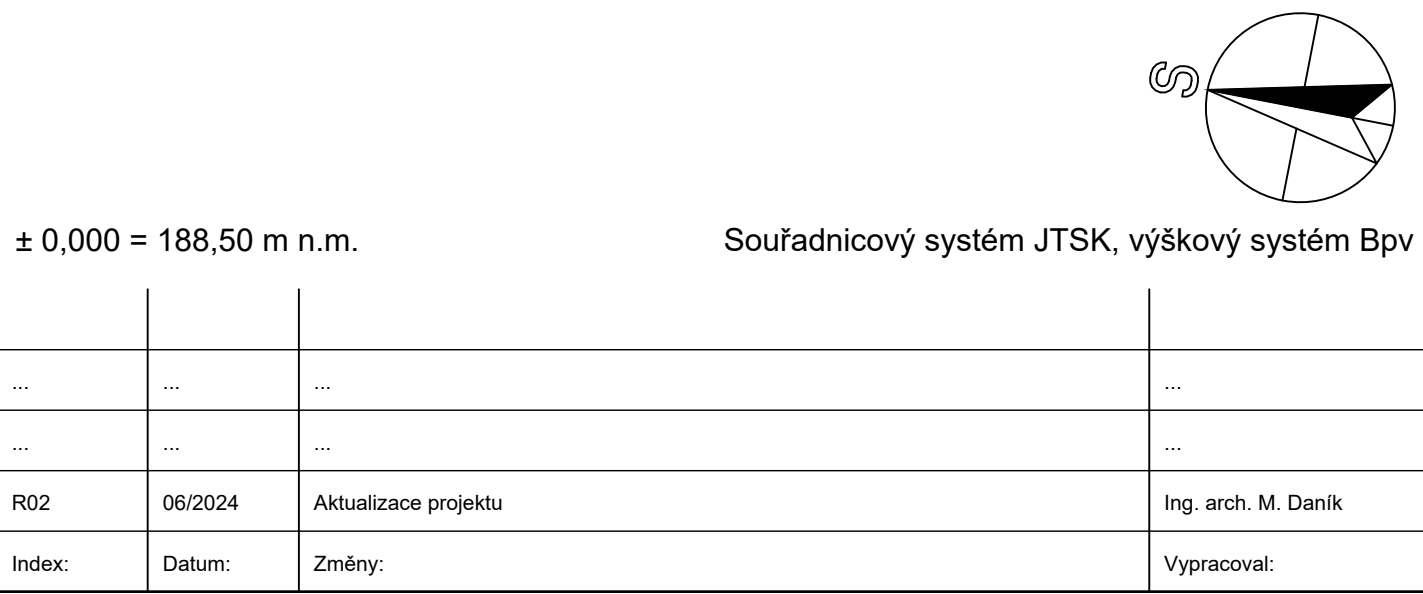 S
± 0,000 = 188,50 m n.m. Souřadnicový systém JTSK, výškový systém Bpv
... ... ... ...
... ... ... ...
R02 06/2024 Aktualizace projektu Ing. arch. M. Daník
Index: Datum: Změny: Vypracoval: